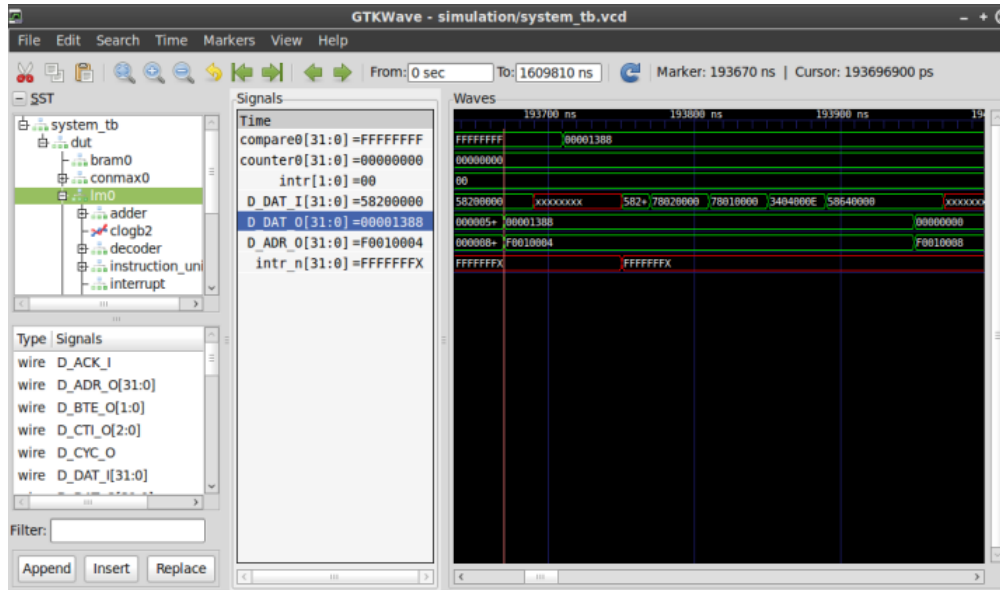 GTKWave - simulation/system_tb.vcd
File Edit Search Time Markers View Help
From: 0 sec To: 1609810 ns Marker: 193670 ns | Cursor: 193696900 ps
SST
system_tb
dut
bram0
conmax0
lm0
adder
clogb2
decoder
instruction_uni
interrupt
Type Signals
wire D_ACK_I
wire D_ADR_O[31:0]
wire D_BTE_O[1:0]
wire D_CTI_O[2:0]
wire D_CYC_O
wire D_DAT_I[31:0]
Filter:
Append Insert Replace
Signals
Time
compare0[31:0] =FFFFFFFF
counter0[31:0] =00000000
intr[1:0] =00
D_DAT_I[31:0] =58200000
D_DAT_O[31:0] =00001388
D_ADR_O[31:0] =F0010004
intr_n[31:0] =FFFFFFFX
Waves
193700 ns 193800 ns 193900 ns 19
FFFFFFFF 00001388
00000000
00
58200000 xxxxxxxx 582+ 78020000 78010000 3404000E 58640000 xxxxxxx
000005+ 00001388 00000000
000008+ F0010004 F0010008
FFFFFFFX FFFFFFFX